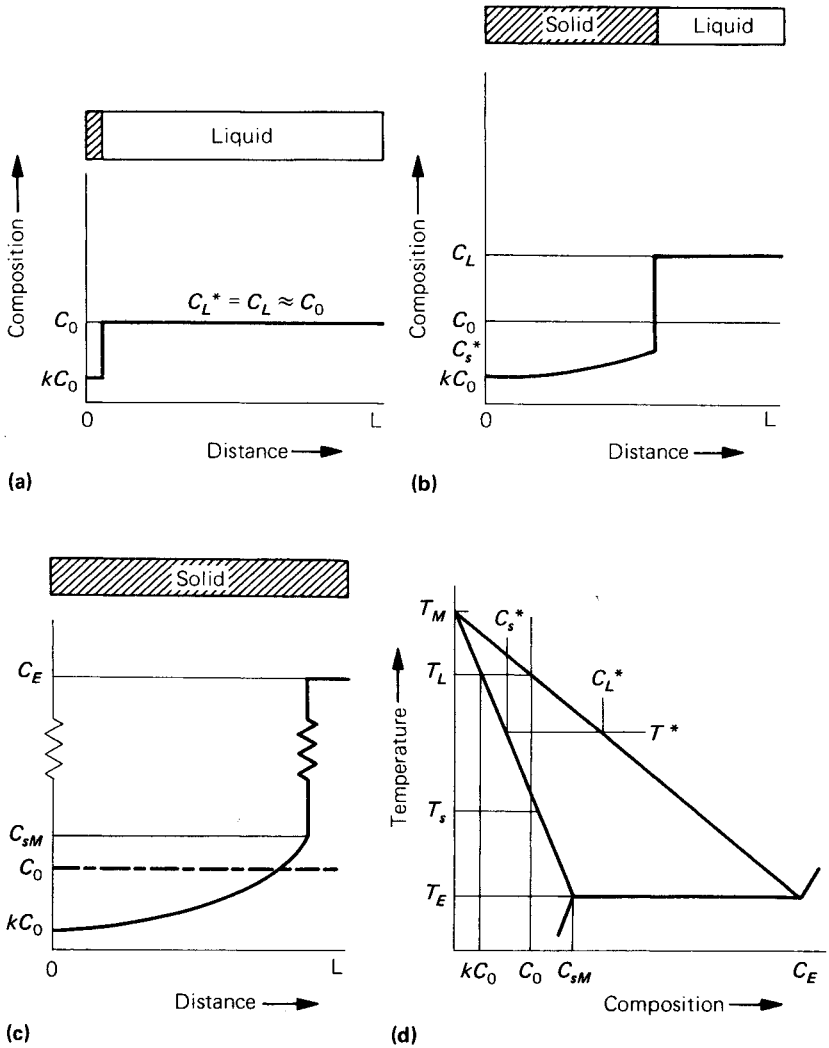 Liquid
Composition
C_L* = C_L ≈ C_0
C_0
kC_0
0
L
Distance
(a)
Solid
Liquid
Composition
C_L
C_0
C_s*
kC_0
0
L
Distance
(b)
Solid
C_E
C_sM
C_0
kC_0
0
L
Distance
(c)
T_M
C_s*
T_L
C_L*
T*
Temperature
T_s
T_E
kC_0
C_0
C_sM
C_E
Composition
(d)